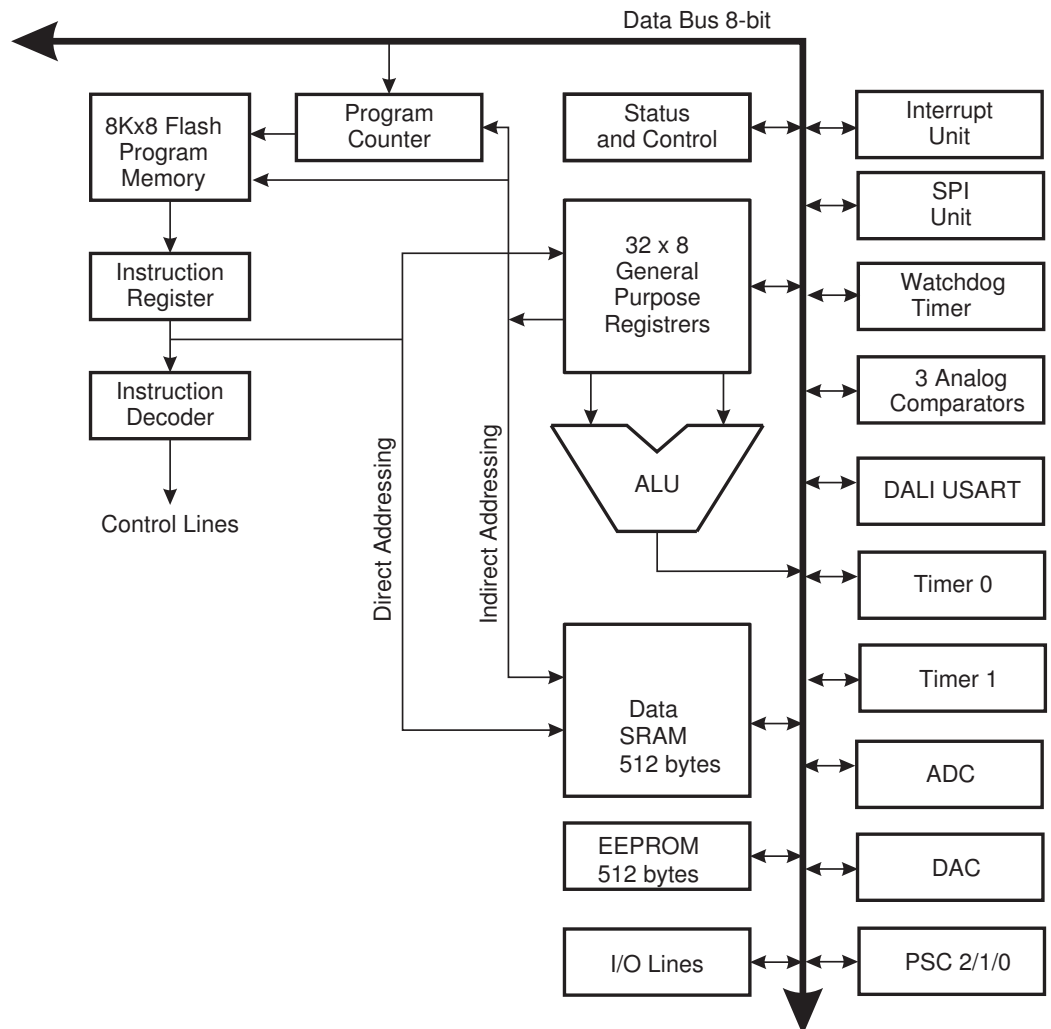 Data Bus 8-bit
8Kx8 Flash
Program
Memory
Program
Counter
Status
and Control
Interrupt
Unit
SPI
Unit
Instruction
Register
32 x 8
General
Purpose
Registrers
Watchdog
Timer
Instruction
Decoder
3 Analog
Comparators
Direct Addressing
Indirect Addressing
ALU
DALI USART
Control Lines
Timer 0
Timer 1
Data
SRAM
512 bytes
ADC
EEPROM
512 bytes
DAC
I/O Lines
PSC 2/1/0